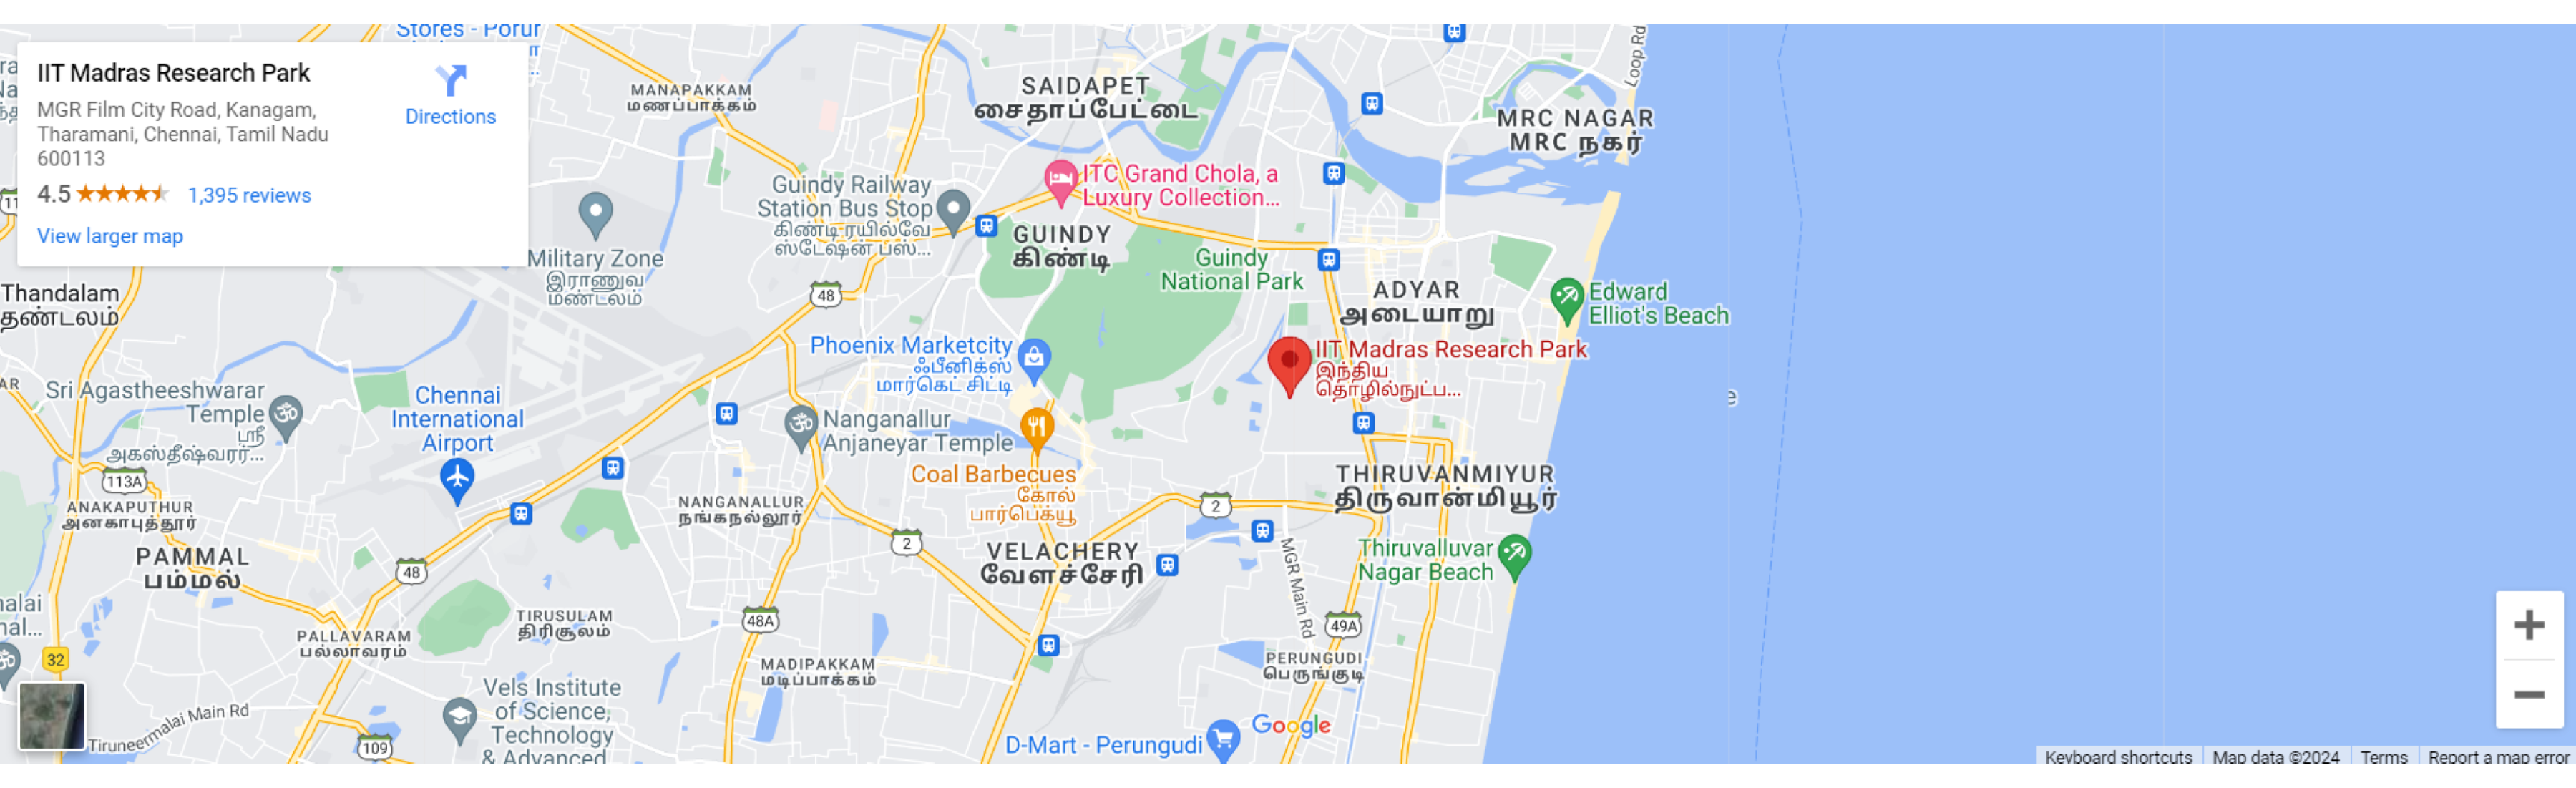 Stores - Porur
IIT Madras Research Park
MGR Film City Road, Kanagam,
Tharamani, Chennai, Tamil Nadu
600113
4.5
1,395 reviews
View larger map
Directions
MANAPAKKAM
மணப்பாக்கம்
SAIDAPET
சைதாப்பேட்டை
Loop Rd
MRC NAGAR
MRC நகர்
ITC Grand Chola, a
Luxury Collection...
Guindy Railway
Station Bus Stop
கிண்டி ரயில்வே
ஸ்டேஷன் பஸ்...
GUINDY
கிண்டி
Guindy
National Park
Military Zone
இராணுவ
மண்டலம்
Thandalam
தண்டலம்
48
ADYAR
அடையாறு
Edward
Elliot's Beach
Phoenix Marketcity
ஃபீனிக்ஸ்
மார்கெட் சிட்டி
IIT Madras Research Park
இந்திய
தொழில்நுட்ப...
Sri Agastheeshwarar
Temple
ஸ்ரீ
அகஸ்தீஷ்வரர்...
Chennai
International
Airport
Nanganallur
Anjaneyar Temple
Coal Barbecues
கோல்
பார்பெக்யூ
113A
ANAKAPUTHUR
அனகாபுத்தூர்
NANGANALLUR
நங்கநல்லூர்
2
THIRUVANMIYUR
திருவான்மியூர்
PAMMAL
பம்மல்
48
2
VELACHERY
வேளச்சேரி
MGR Main Rd
Thiruvalluvar
Nagar Beach
TIRUSULAM
திரிசூலம்
48A
49A
PALLAVARAM
பல்லாவரம்
32
MADIPAKKAM
மடிப்பாக்கம்
PERUNGUDI
பெருங்குடி
Vels Institute
of Science,
Technology
& Advanced
Tiruneermalai Main Rd
109
D-Mart - Perungudi
Google
Keyboard shortcuts
Map data ©2024
Terms
Report a map error